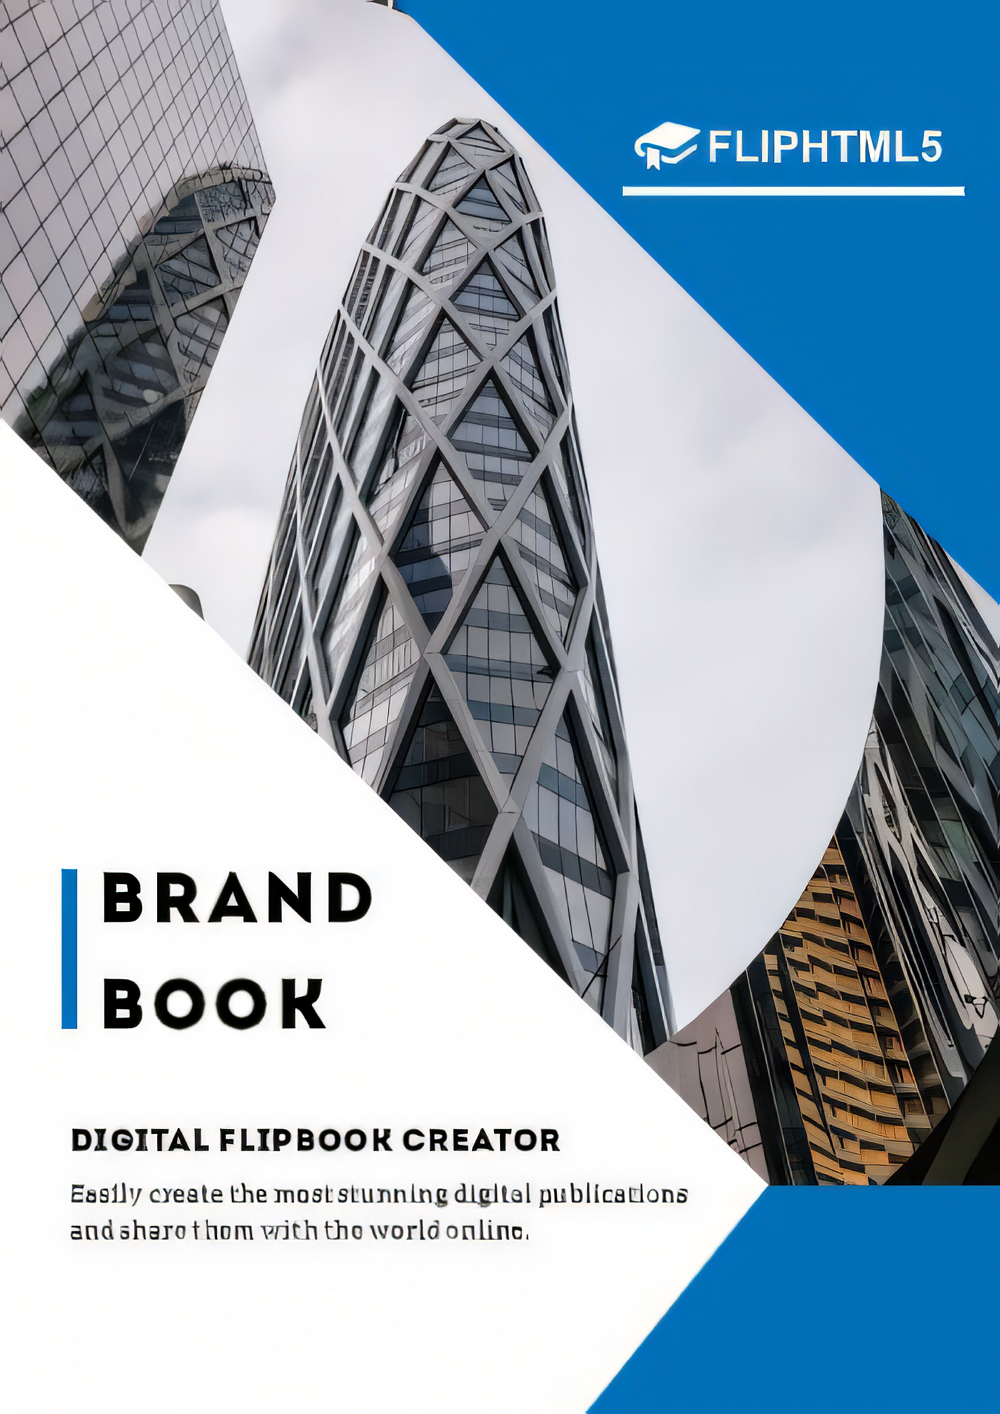 FLIPHTML5
BRAND
BOOK
DIGITAL FLIPBOOK CREATOR
Easily create the most stunning digital publications
and share them with the world online.